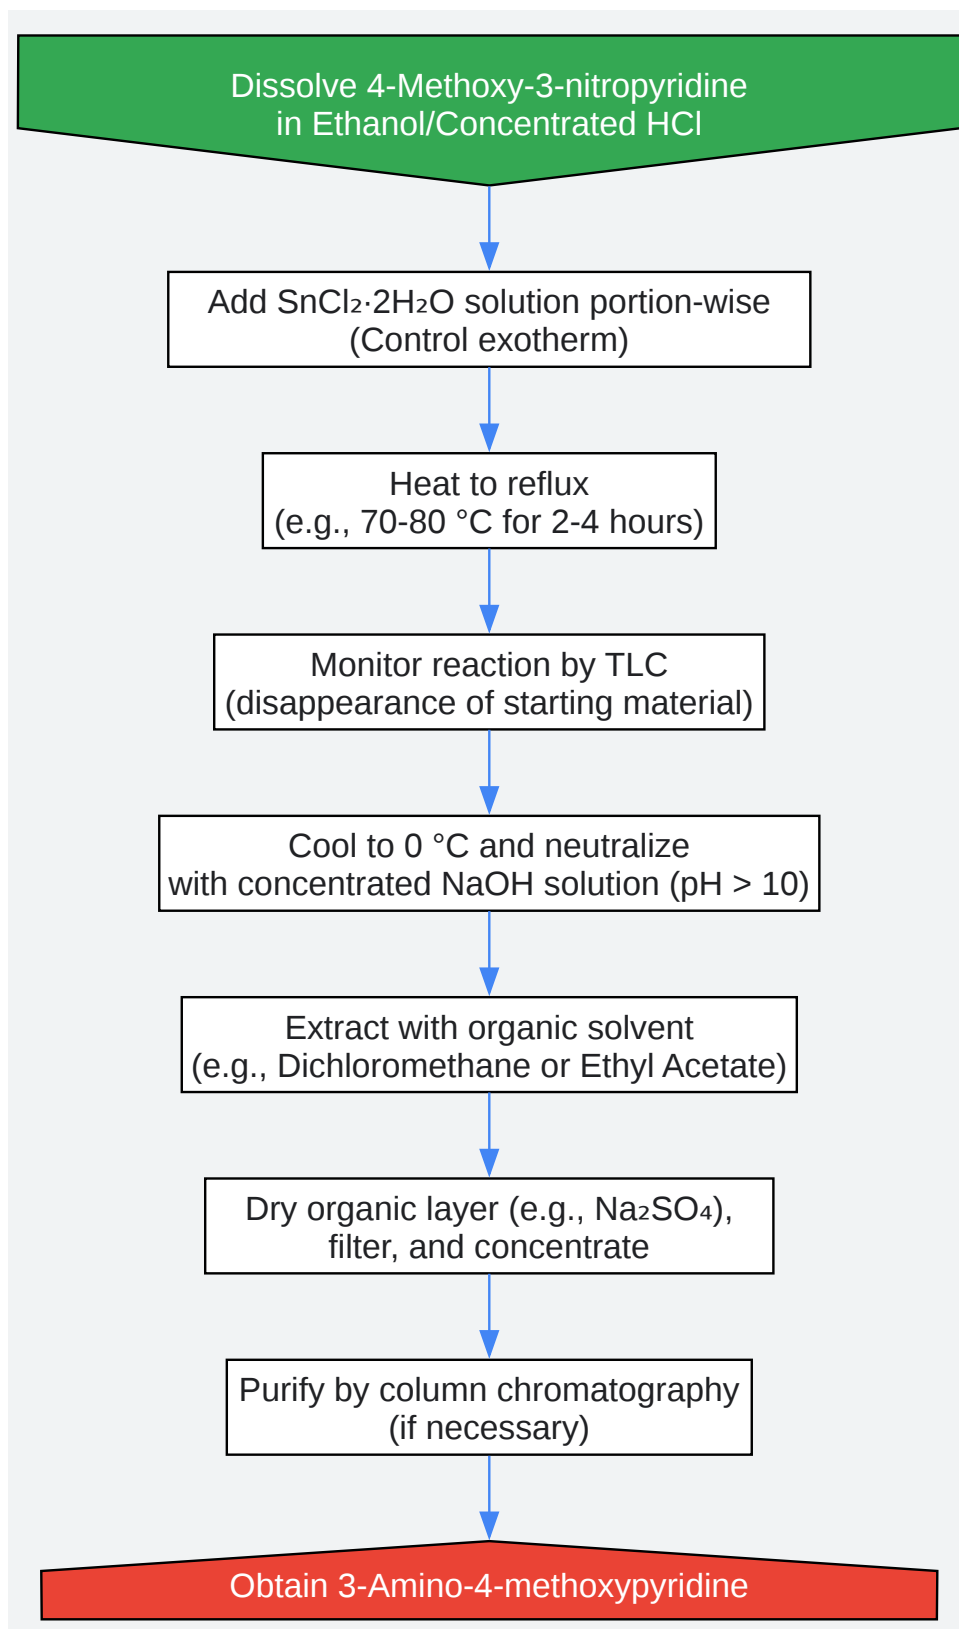 Dissolve 4-Methoxy-3-nitropyridine
in Ethanol/Concentrated HCl
Add SnCl₂·2H₂O solution portion-wise
(Control exotherm)
Heat to reflux
(e.g., 70-80 °C for 2-4 hours)
Monitor reaction by TLC
(disappearance of starting material)
Cool to 0 °C and neutralize
with concentrated NaOH solution (pH > 10)
Extract with organic solvent
(e.g., Dichloromethane or Ethyl Acetate)
Dry organic layer (e.g., Na₂SO₄),
filter, and concentrate
Purify by column chromatography
(if necessary)
Obtain 3-Amino-4-methoxypyridine